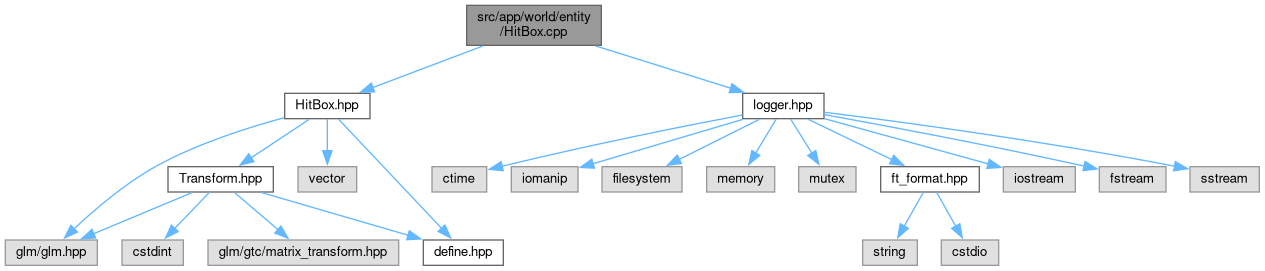 src/app/world/entity
/HitBox.cpp
HitBox.hpp
logger.hpp
Transform.hpp
vector
ctime
iomanip
filesystem
memory
mutex
ft_format.hpp
iostream
fstream
sstream
glm/glm.hpp
cstdint
glm/gtc/matrix_transform.hpp
define.hpp
string
cstdio